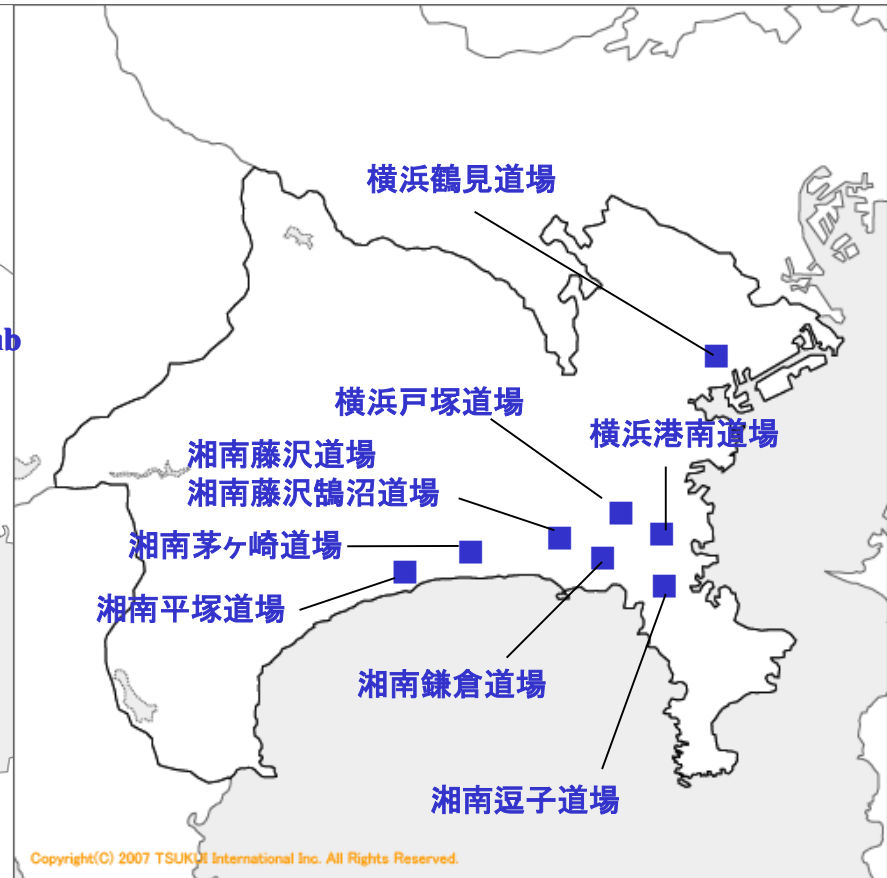 横浜鶴見道場
横浜戸塚道場
横浜港南道場
湘南藤沢道場
湘南藤沢鵠沼道場
湘南茅ヶ崎道場
湘南平塚道場
湘南鎌倉道場
湘南逗子道場
Copyright(C) 2007 TSUKUI International Inc. All Rights Reserved.